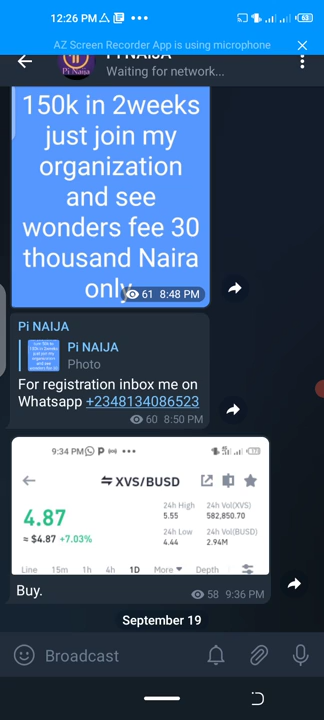 12:26 PM
AZ Screen Recorder App is using microphone
Pi NAIJA
Waiting for network...
150k in 2weeks
just join my
organization
and see
wonders fee 30
thousand Naira
only
61 8:48 PM
Pi NAIJA
Pi NAIJA
Photo
For registration inbox me on
Whatsapp +2348134086523
60 8:50 PM
9:34 PM
XVS/BUSD
4.87
≈ $4.87 +7.03%
24h High
5.55
24h Vol(XVS)
582,850.70
24h Low
4.44
24h Vol(BUSD)
2.94M
Line 15m 1h 4h 1D More Depth
Buy.
58 9:36 PM
September 19
Broadcast